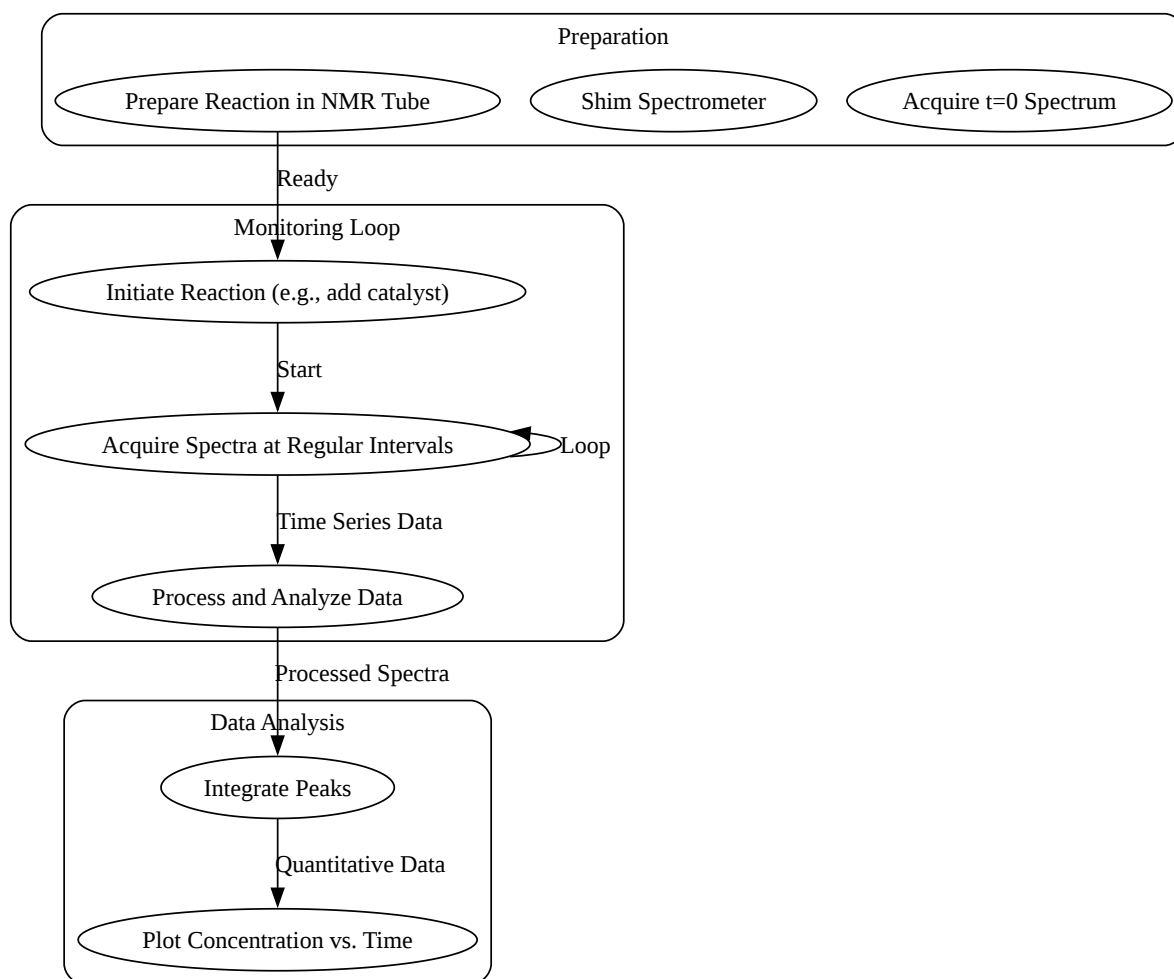 Preparation
Prepare Reaction in NMR Tube
Shim Spectrometer
Acquire t=0 Spectrum
Ready
Monitoring Loop
Initiate Reaction (e.g., add catalyst)
Start
Acquire Spectra at Regular Intervals
Loop
Time Series Data
Process and Analyze Data
Processed Spectra
Data Analysis
Integrate Peaks
Quantitative Data
Plot Concentration vs. Time